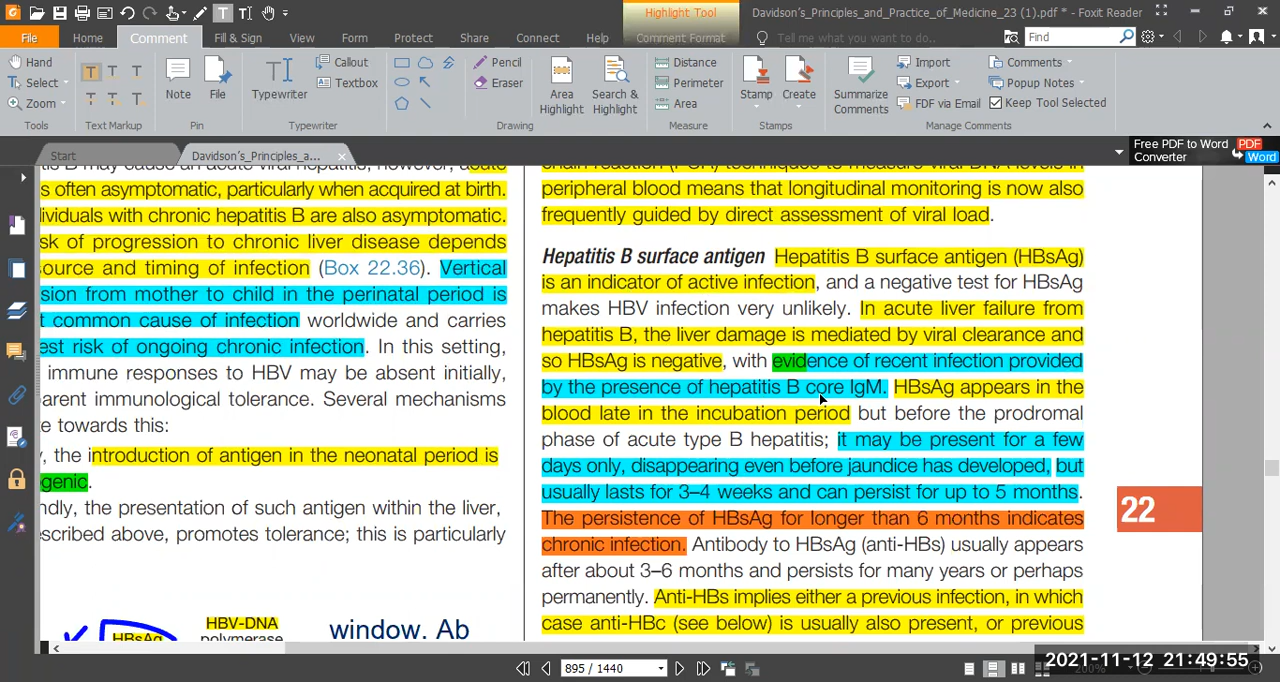 Highlight Tool
Davidson's_Principles_and_Practice_of_Medicine_23 (1).pdf * - Foxit Reader
File
Home
Comment
Fill & Sign
View
Form
Protect
Share
Connect
Help
Comment Format
Tell me what you want to do..
Find
Hand
Select
Zoom
Tools
Text Markup
Note
File
Pin
Typewriter
Callout
Textbox
Typewriter
Pencil
Eraser
Drawing
Area
Highlight
Search &
Highlight
Distance
Perimeter
Area
Measure
Stamp
Create
Stamps
Summarize
Comments
Import
Export
FDF via Email
Comments
Popup Notes
Keep Tool Selected
Manage Comments
Start
Davidson's_Principles_a...
Free PDF to Word
Converter
PDF
Word
s often asymptomatic, particularly when acquired at birth.
dividuals with chronic hepatitis B are also asymptomatic.
sk of progression to chronic liver disease depends
source and timing of infection (Box 22.36). Vertical
sion from mother to child in the perinatal period is
t common cause of infection worldwide and carries
est risk of ongoing chronic infection. In this setting,
immune responses to HBV may be absent initially,
arent immunological tolerance. Several mechanisms
e towards this:
y, the introduction of antigen in the neonatal period is
genic.
ndly, the presentation of such antigen within the liver,
scribed above, promotes tolerance; this is particularly
HBsAg
HBV-DNA
polymerase
window. Ab
peripheral blood means that longitudinal monitoring is now also
frequently guided by direct assessment of viral load.
Hepatitis B surface antigen Hepatitis B surface antigen (HBsAg)
is an indicator of active infection, and a negative test for HBsAg
makes HBV infection very unlikely. In acute liver failure from
hepatitis B, the liver damage is mediated by viral clearance and
so HBsAg is negative, with evidence of recent infection provided
by the presence of hepatitis B core IgM. HBsAg appears in the
blood late in the incubation period but before the prodromal
phase of acute type B hepatitis; it may be present for a few
days only, disappearing even before jaundice has developed, but
usually lasts for 3–4 weeks and can persist for up to 5 months.
The persistence of HBsAg for longer than 6 months indicates
chronic infection. Antibody to HBsAg (anti-HBs) usually appears
after about 3–6 months and persists for many years or perhaps
permanently. Anti-HBs implies either a previous infection, in which
case anti-HBc (see below) is usually also present, or previous
22
895 / 1440
2021-11-12 21:49:55